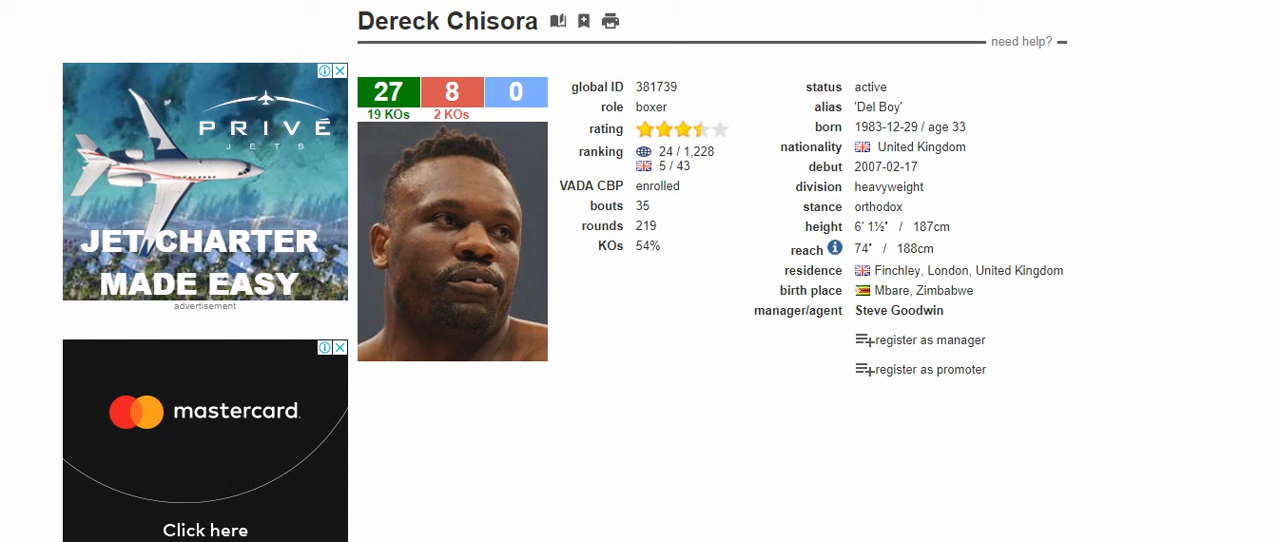 Dereck Chisora
need help?
PRIVÉ
JETS
JET CHARTER
MADE EASY
advertisement
mastercard.
Click here
27 8 0
19 KOs 2 KOs
global ID 381739
role boxer
rating
ranking 24 / 1,228
5 / 43
VADA CBP enrolled
bouts 35
rounds 219
KOs 54%
status active
alias 'Del Boy'
born 1983-12-29 / age 33
nationality United Kingdom
debut 2007-02-17
division heavyweight
stance orthodox
height 6′ 1½″ / 187cm
reach 74″ / 188cm
residence Finchley, London, United Kingdom
birth place Mbare, Zimbabwe
manager/agent Steve Goodwin
register as manager
register as promoter